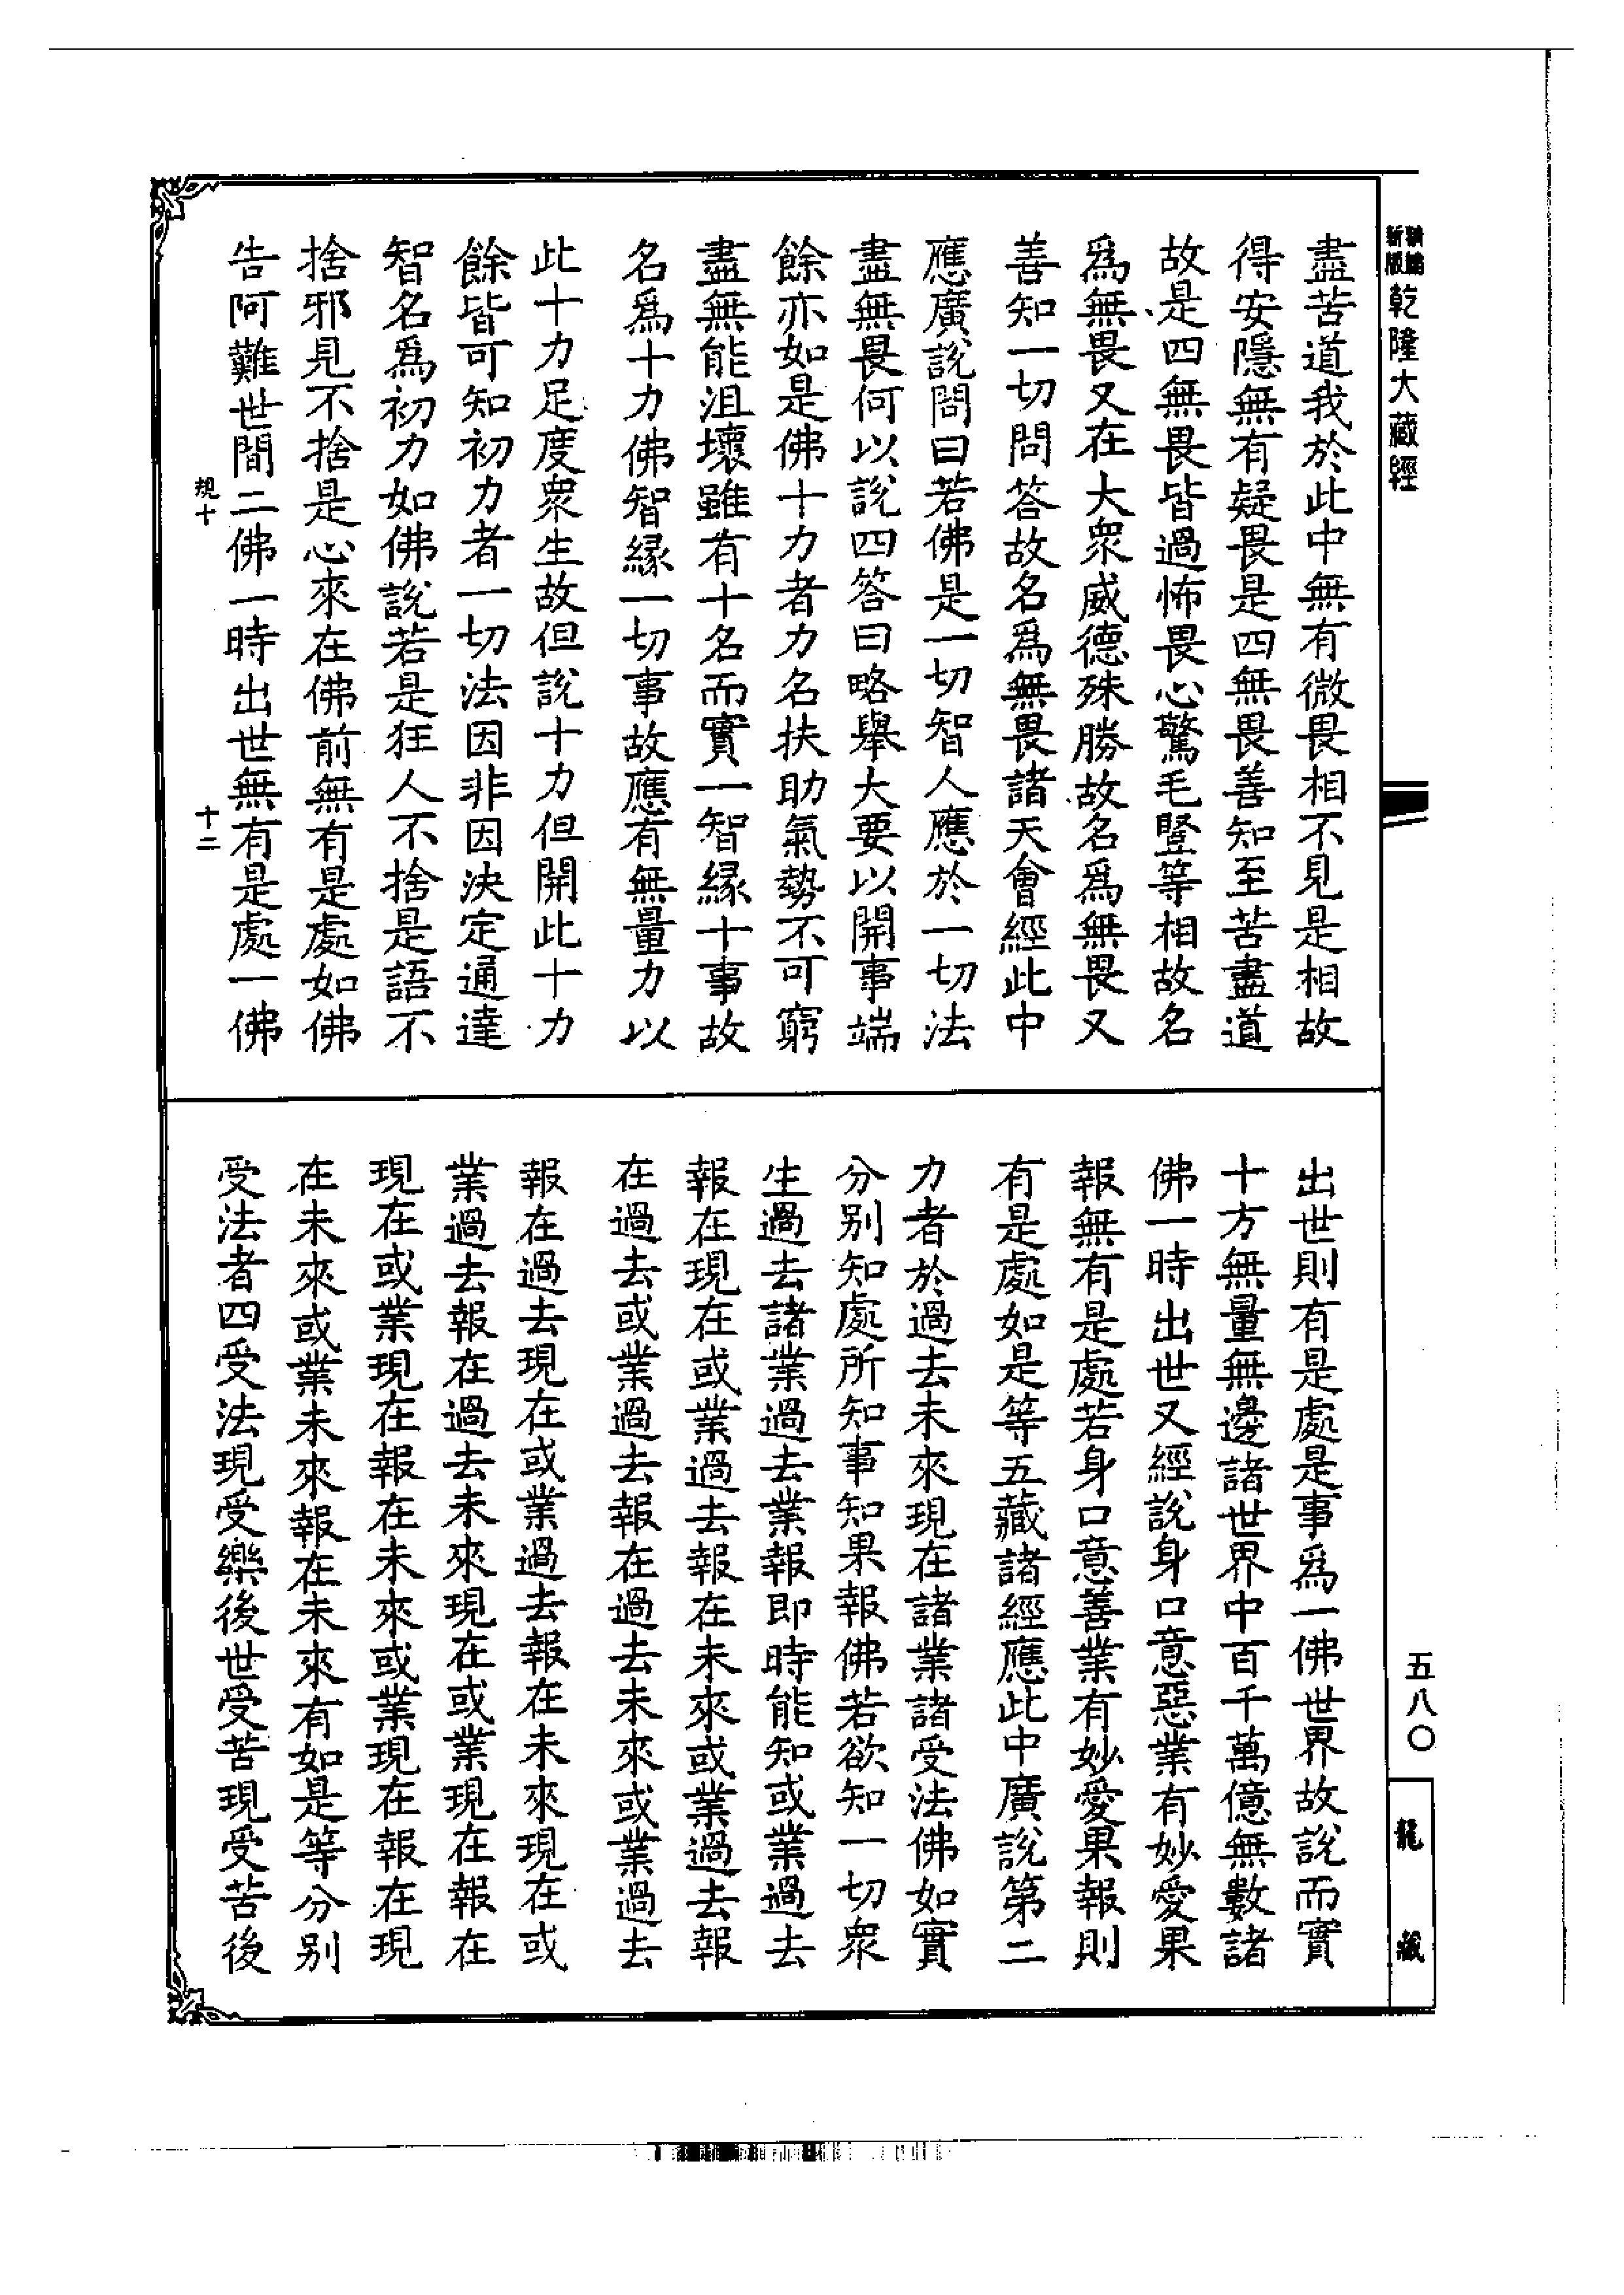 新編
新版
乾隆大藏經
盡苦道我於此中無有微畏相不見是相故
得安隱無有疑畏是四無畏善知至苦盡道
故是四無畏皆過怖畏心驚毛豎等相故名
爲無畏又在大衆威德殊勝故名爲無畏又
善知一切問答故名爲無畏諸天會經此中
應廣說問曰若佛是一切智人應於一切法
盡無畏何以說四答曰略舉大要以開事端
餘亦如是佛十力者力名扶助氣勢不可窮
盡無能沮壞雖有十名而實一智緣十事故
名爲十力佛智緣一切事故應有無量力以
此十力足度衆生故但說十力但開此十力
餘皆可知初力者一切法因非因決定通達
智名爲初力如佛說若是狂人不捨是語不
捨邪見不捨是心來在佛前無有是處如佛
告阿難世間二佛一時出世無有是處一佛
規十
十二
出世則有是處是事爲一佛世界故說而實
十方無量無邊諸世界中百千萬億無數諸
佛一時出世又經說身口意惡業有妙愛果
報無有是處若身口意善業有妙愛果報則
有是處如是等五藏諸經應此中廣說第二
力者於過去未來現在諸業諸受法佛如實
分別知處所知事知果報佛若欲知一切衆
生過去諸業過去業報即時能知或業過去
報在現在或業過去報在未來或業過去報
在過去或業過去報在過去未來或業過去
報在過去現在或業過去報在未來現在或
業過去報在過去未來現在或業現在報在
現在或業現在報在未來或業現在報在現
在未來或業未來報在未來有如是等分別
受法者四受法現受樂後世受苦現受苦後
五八〇
龍藏